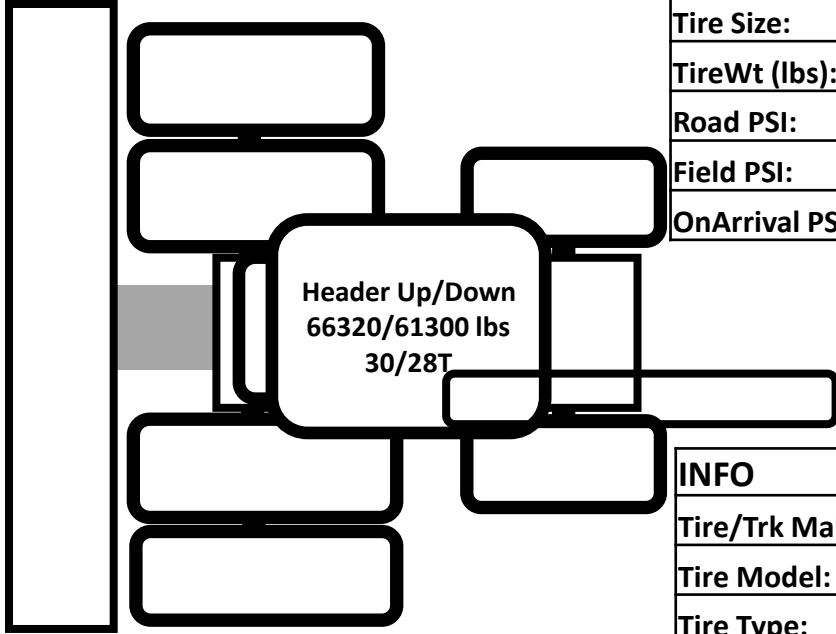 Tire Size:
TireWt (lbs):
Road PSI:
Field PSI:
OnArrival PS
Header Up/Down
66320/61300 lbs
30/28T
INFO
Tire/Trk Ma
Tire Model:
Tire Type: